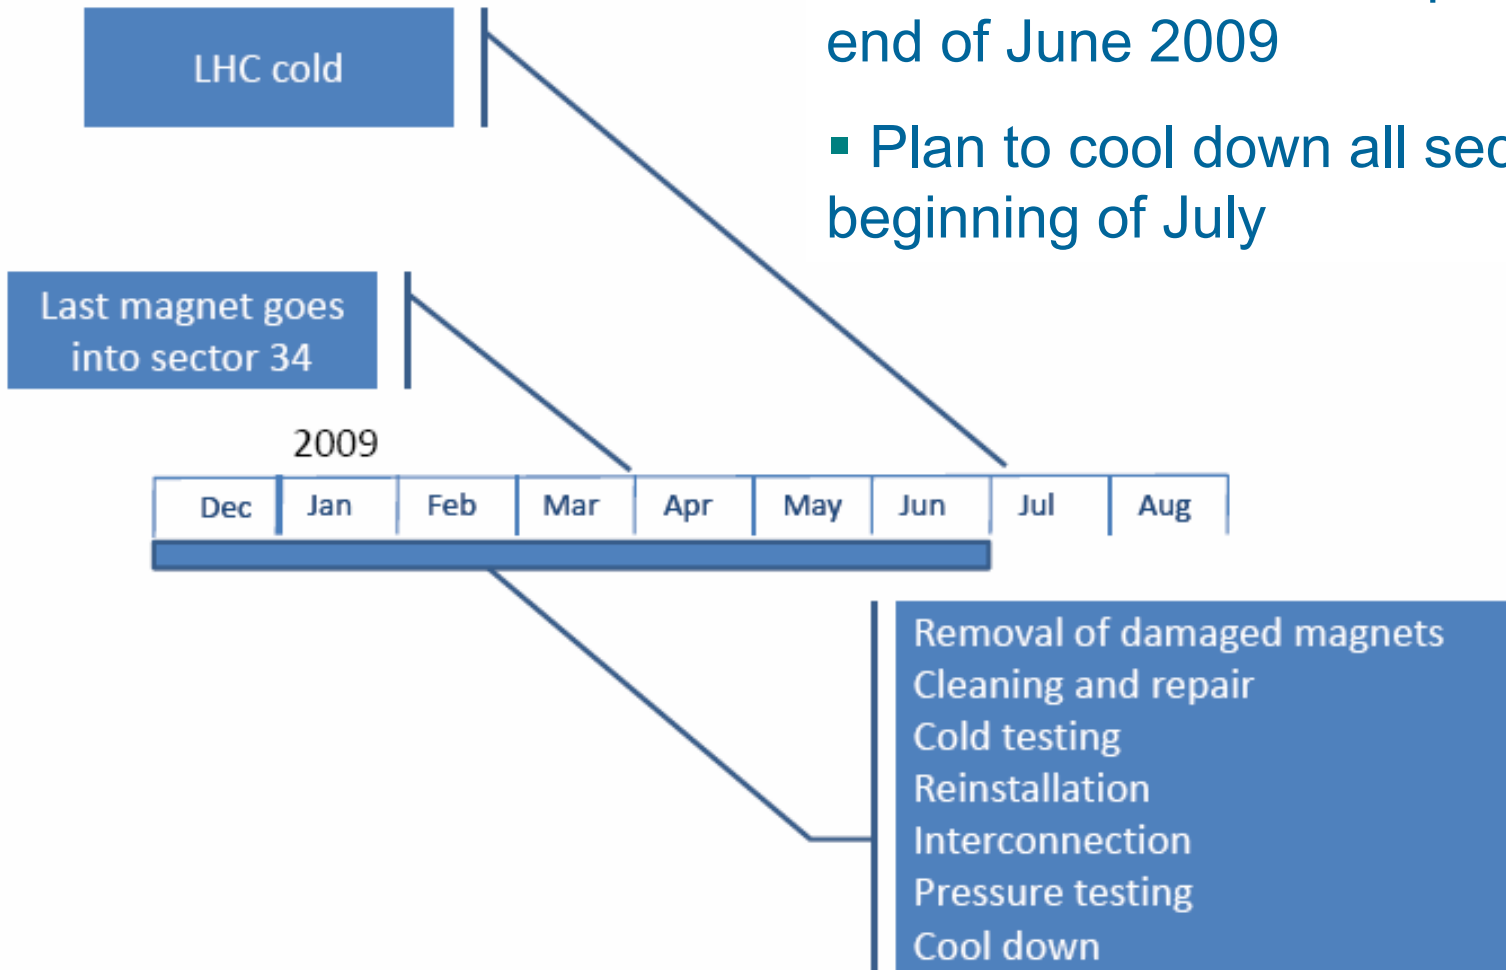 end of June 2009
LHC cold
▪ Plan to cool down all
beginning of July
Last magnet goes
into sector 34
2009
Dec Jan Feb Mar Apr May Jun Jul Aug
Removal of damaged magnets
Cleaning and repair
Cold testing
Reinstallation
Interconnection
Pressure testing
Cool down